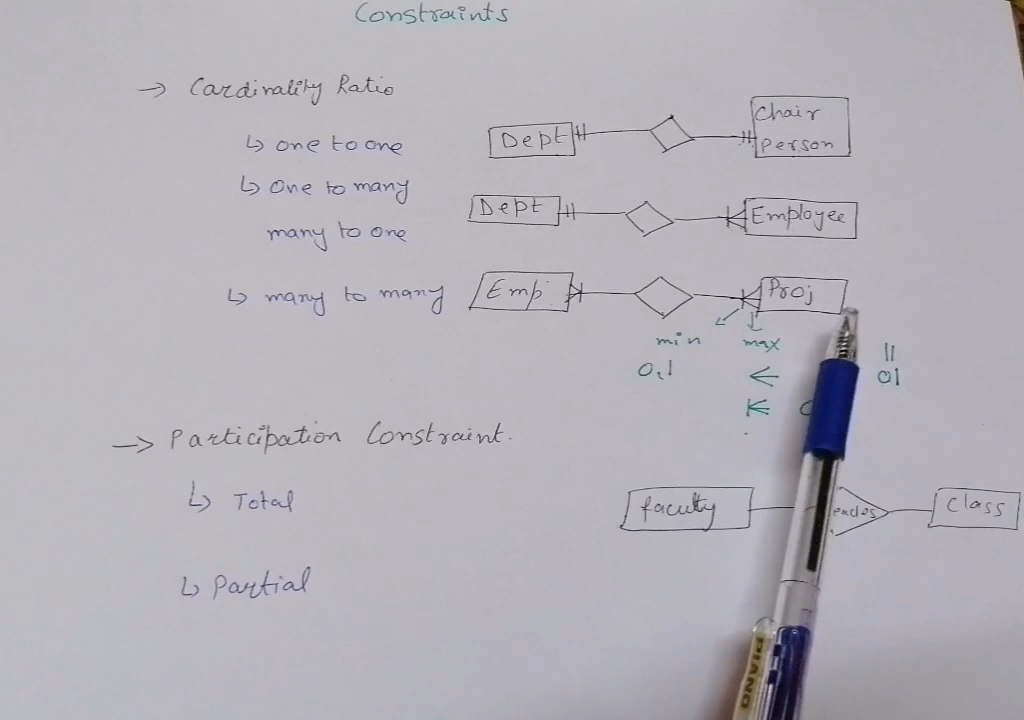 Constraints
→ Cardinality Ratio
↳ one to one
Dept
Chair
Person
↳ One to many
Dept
Employee
many to one
↳ many to many
Emp
Proj
min
max
0,1
11
01
→ Participation Constraint.
↳ Total
faculty
Class
↳ Partial
PIANO